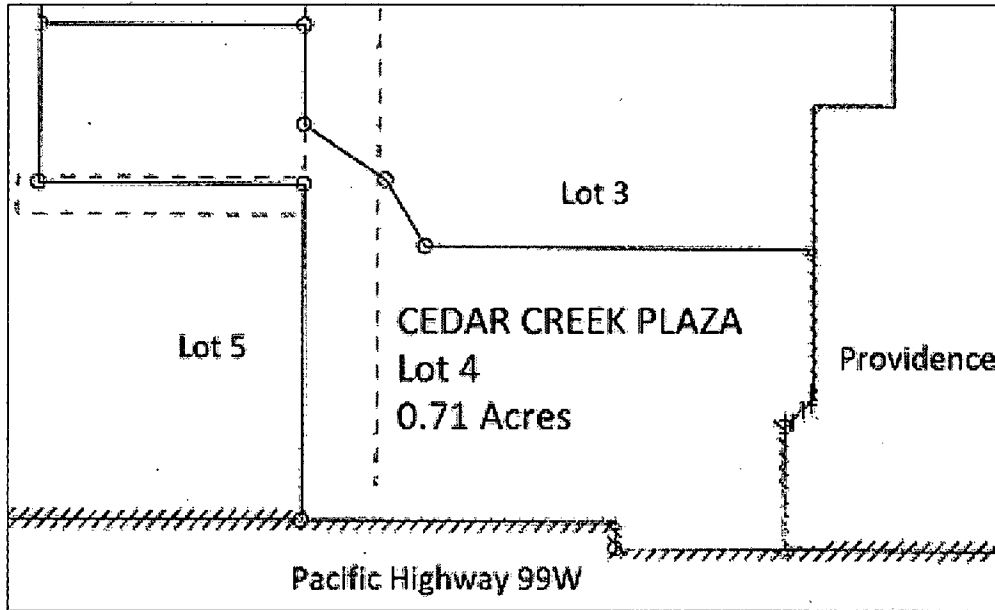 Lot 3
CEDAR CREEK PLAZA
Lot 4
0.71 Acres
Lot 5
Providence
Pacific Highway 99W